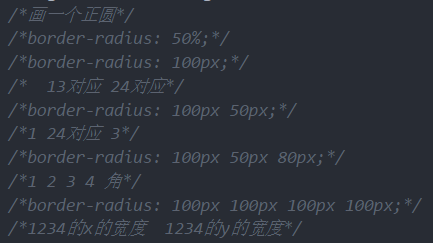 /*画一个正圆*/
/*border-radius: 50%;*/
/*border-radius: 100px;*/
/*  13对应 24对应*/
/*border-radius: 100px 50px;*/
/*1 24对应 3*/
/*border-radius: 100px 50px 80px;*/
/*1 2 3 4 角*/
/*border-radius: 100px 100px 100px 100px;*/
/*1234的x的宽度  1234的y的宽度*/